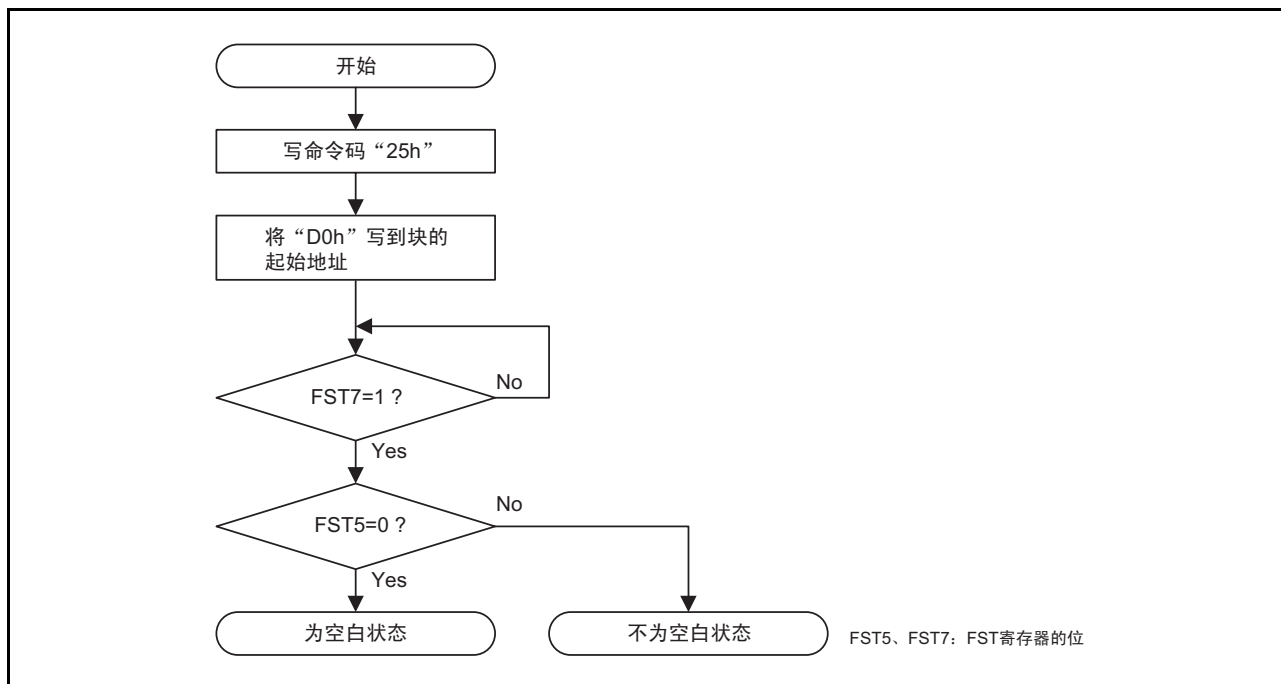 开始
写命令码“25h”
将“D0h”写到块的
起始地址
No
FST7=1 ?
Yes
No
FST5=0 ?
Yes
为空白状态
不为空白状态
FST5、FST7：FST寄存器的位